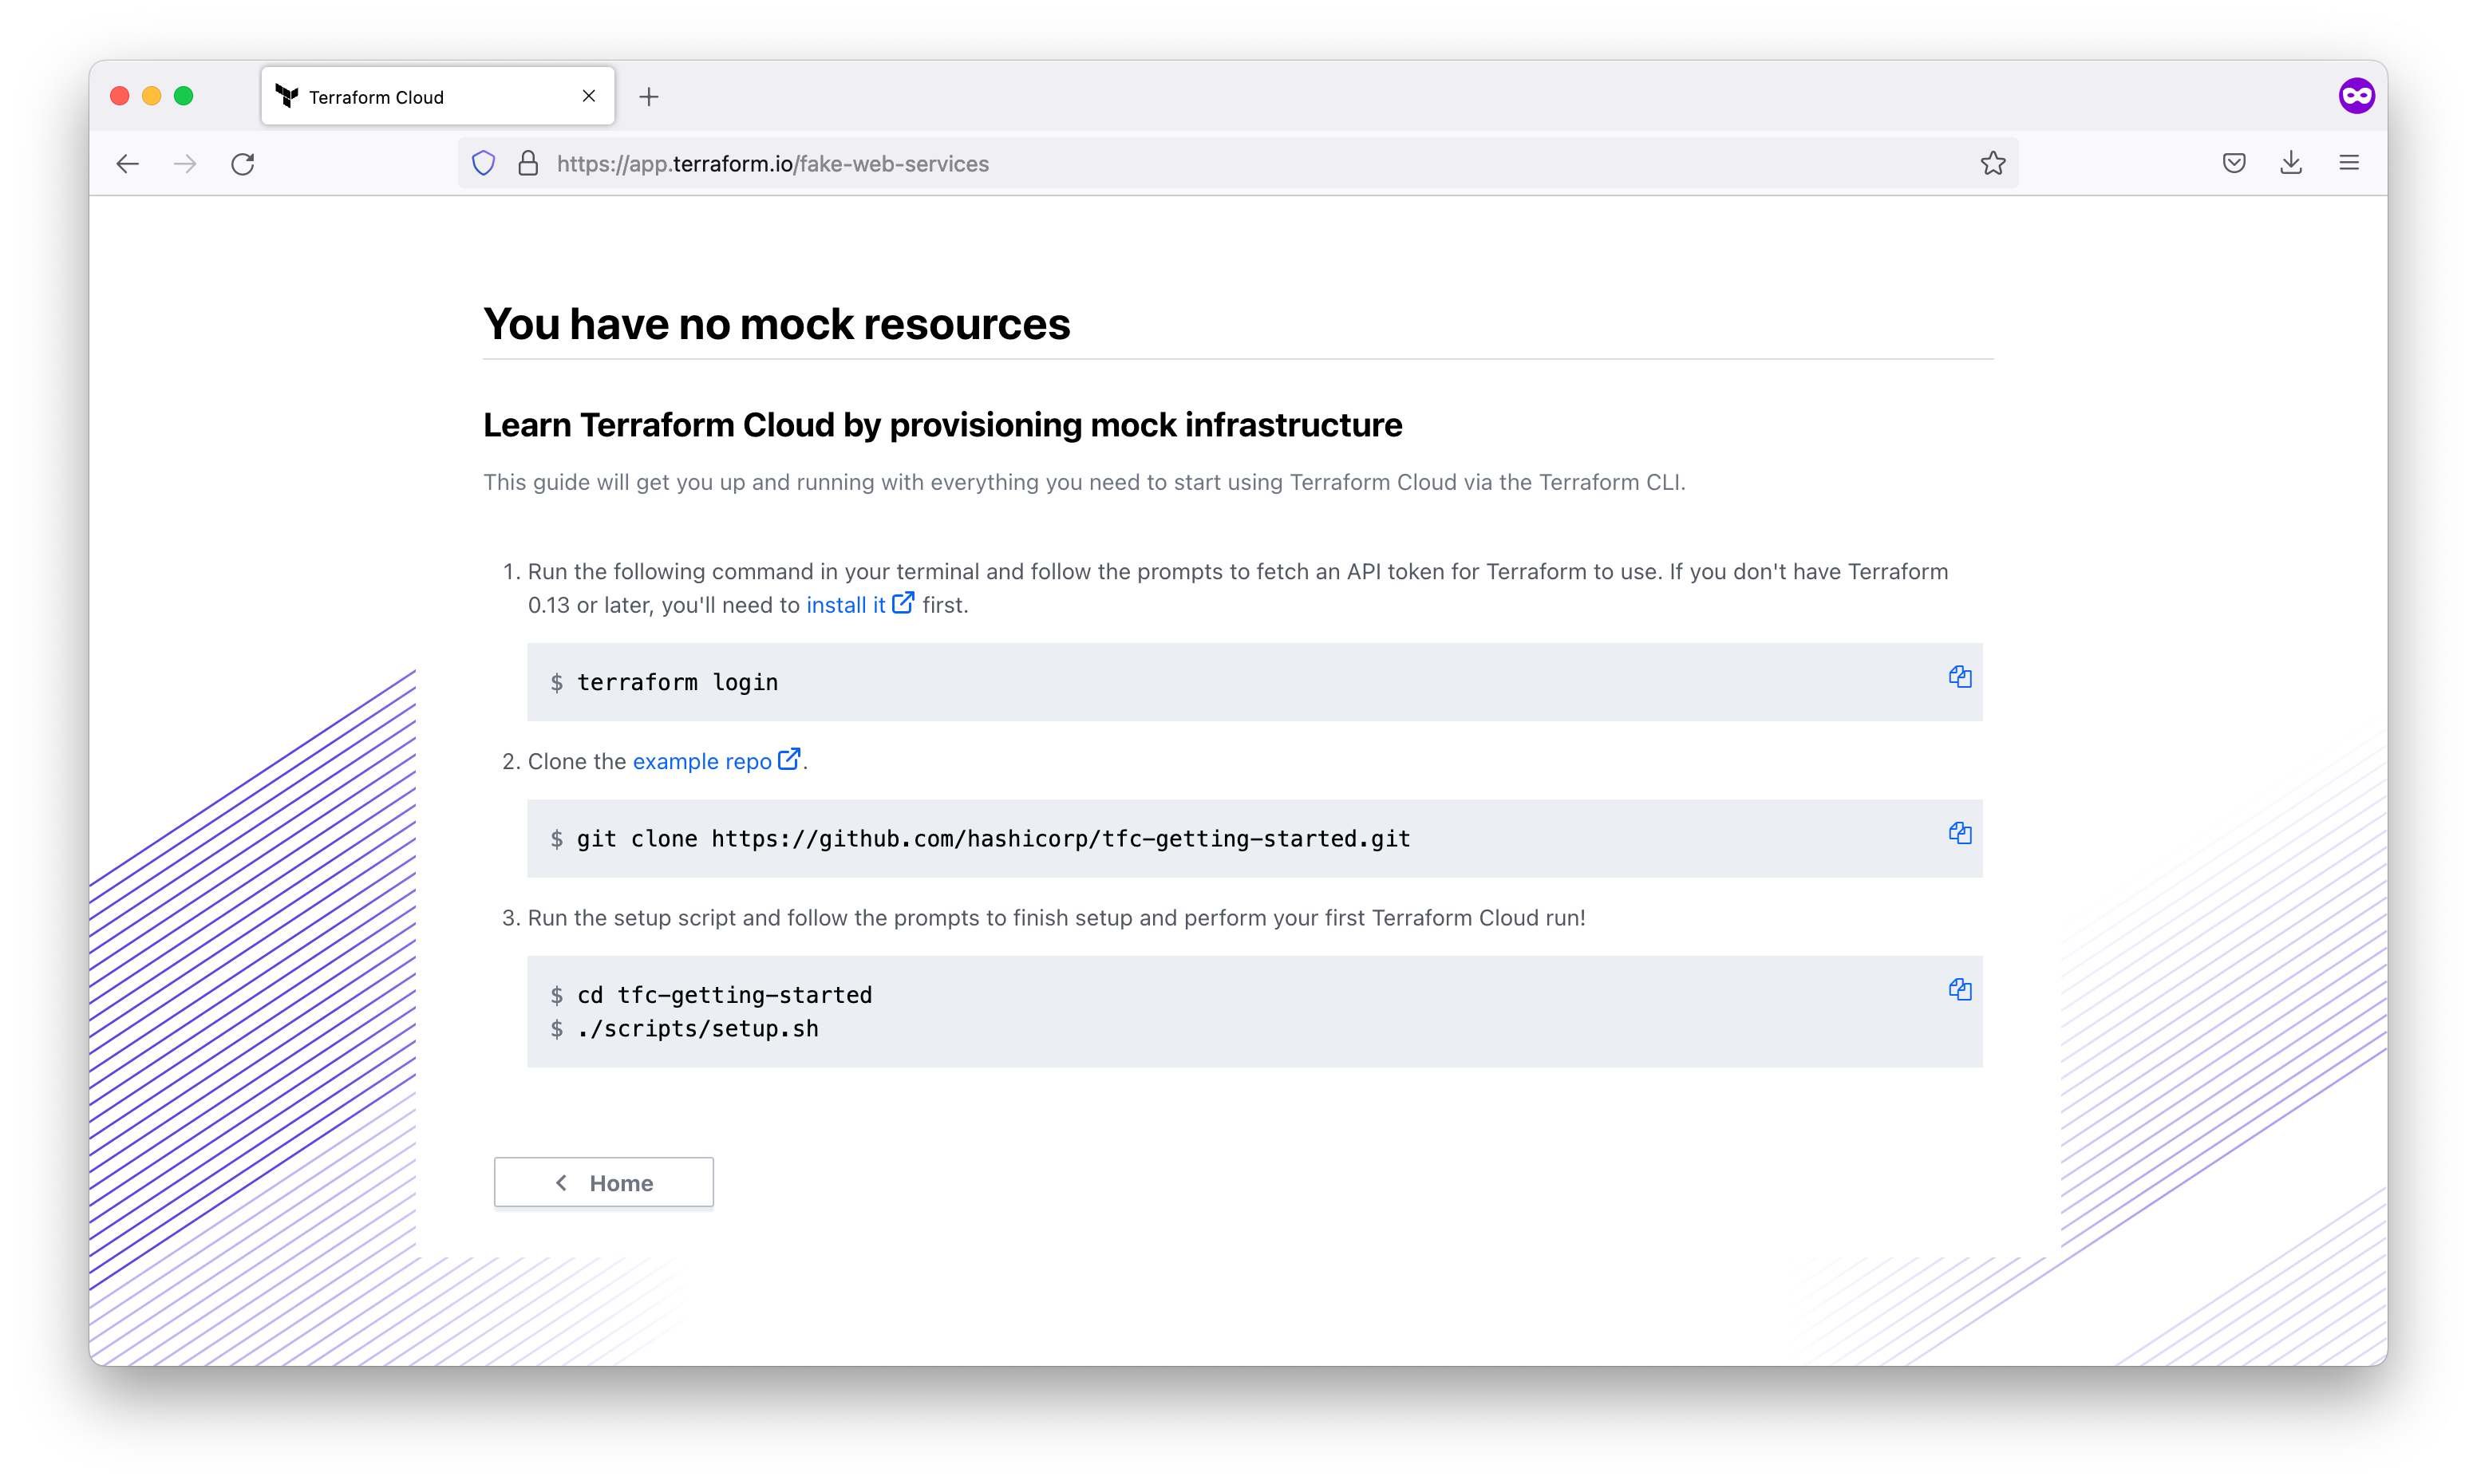 Terraform Cloud
https://app.terraform.io/fake-web-services
You have no mock resources
Learn Terraform Cloud by provisioning mock infrastructure
This guide will get you up and running with everything you need to start using Terraform Cloud via the Terraform CLI.
1. Run the following command in your terminal and follow the prompts to fetch an API token for Terraform to use. If you don't have Terraform
0.13 or later, you'll need to install it first.
$ terraform login
2. Clone the example repo.
$ git clone https://github.com/hashicorp/tfc-getting-started.git
3. Run the setup script and follow the prompts to finish setup and perform your first Terraform Cloud run!
$ cd tfc-getting-started
$ ./scripts/setup.sh
Home